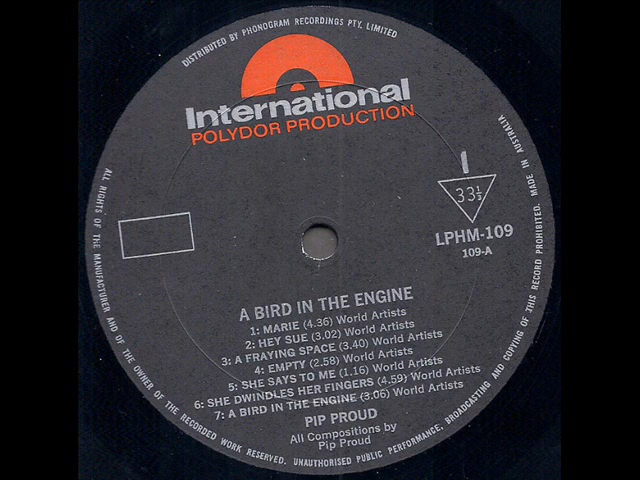 DISTRIBUTED BY PHONOGRAM RECORDINGS PTY. LIMITED
International
POLYDOR PRODUCTION
1
33⅓
LPHM-109
109-A
A BIRD IN THE ENGINE
1: MARIE (4.36) World Artists
2: HEY SUE (3.02) World Artists
3: A FRAYING SPACE (3.40) World Artists
4: EMPTY (2.58) World Artists
5: SHE SAYS TO ME (1.16) World Artists
6: SHE DWINDLES HER FINGERS (4.59) World Artists
7: A BIRD IN THE ENGINE (3.06) World Artists
PIP PROUD
All Compositions by
Pip Proud
ALL RIGHTS OF THE MANUFACTURER AND OF THE OWNER OF THE RECORDED WORK RESERVED. UNAUTHORISED PUBLIC PERFORMANCE, BROADCASTING AND COPYING OF THIS RECORD PROHIBITED. MADE IN AUSTRALIA